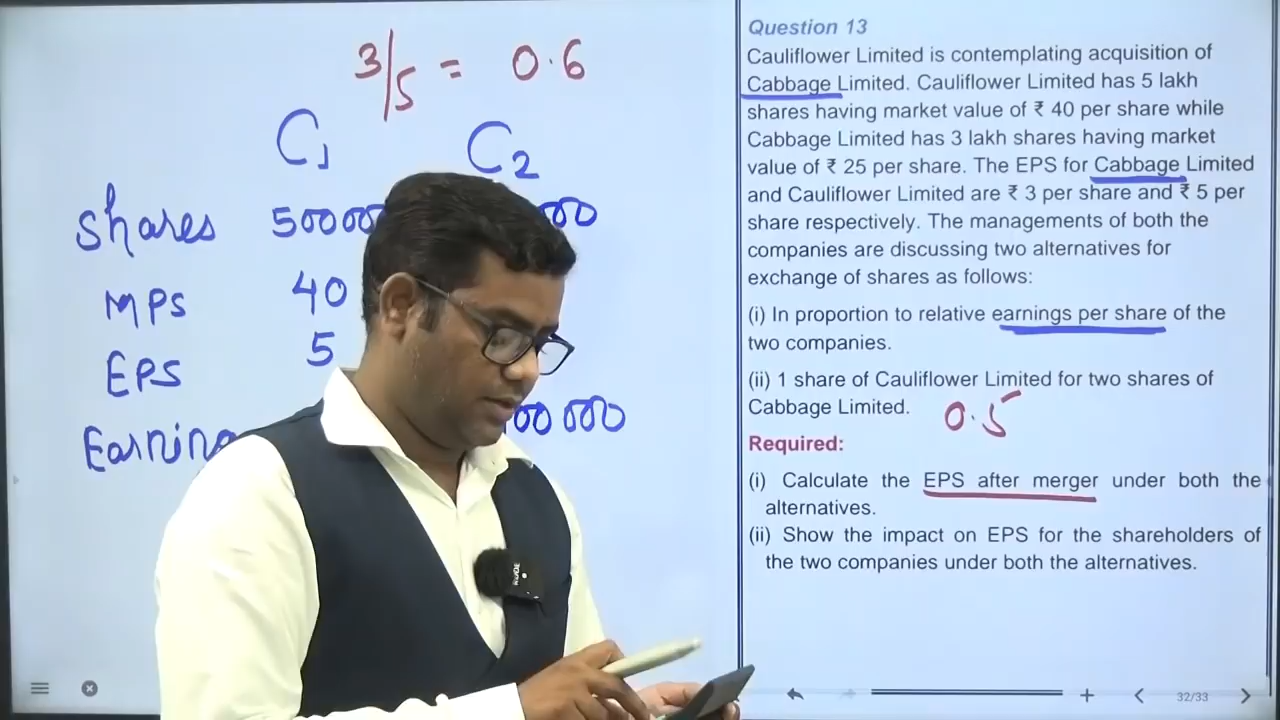 3/5 = 0.6
C1 C2
Shares 500000
MPS 40
EPS 5
Earning
Question 13
Cauliflower Limited is contemplating acquisition of
Cabbage Limited. Cauliflower Limited has 5 lakh
shares having market value of ₹ 40 per share while
Cabbage Limited has 3 lakh shares having market
value of ₹ 25 per share. The EPS for Cabbage Limited
and Cauliflower Limited are ₹ 3 per share and ₹ 5 per
share respectively. The managements of both the
companies are discussing two alternatives for
exchange of shares as follows:
(i) In proportion to relative earnings per share of the
two companies.
(ii) 1 share of Cauliflower Limited for two shares of
Cabbage Limited. 0.5
Required:
(i) Calculate the EPS after merger under both the
alternatives.
(ii) Show the impact on EPS for the shareholders of
the two companies under both the alternatives.
32/33